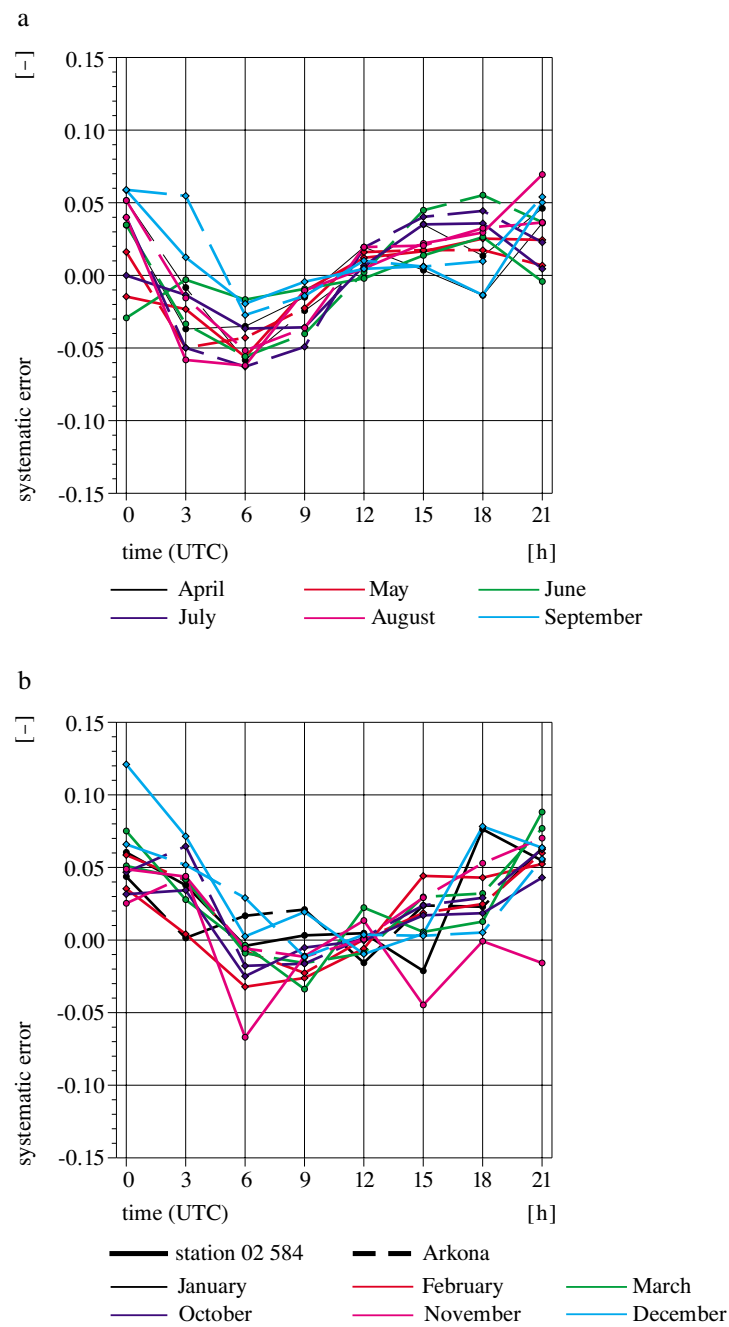 a
[−]
0.15
0.10
0.05
0.00
-0.05
-0.10
-0.15
systematic error
0 3 6 9 12 15 18 21
time (UTC) [h]
April May June
July August September
b
[−]
0.15
0.10
0.05
0.00
-0.05
-0.10
-0.15
systematic error
0 3 6 9 12 15 18 21
time (UTC) [h]
station 02 584 Arkona
January February March
October November December